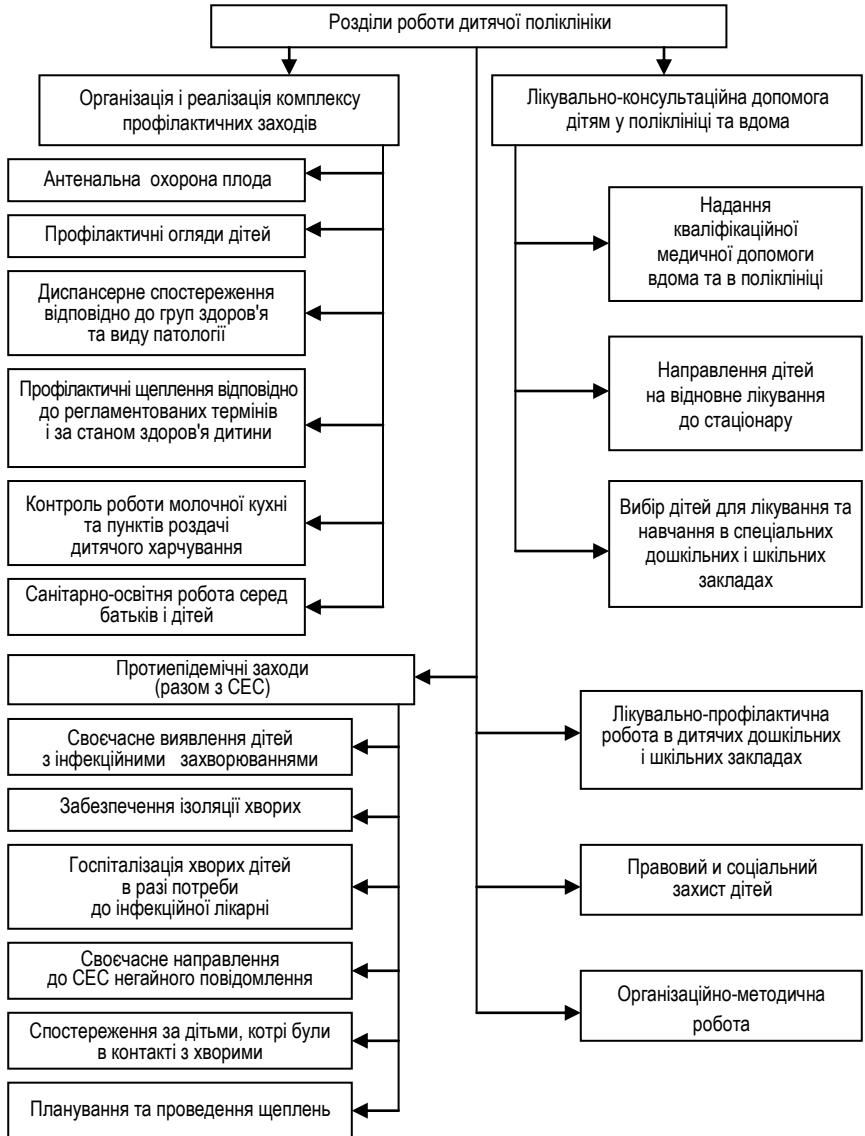 Розділи роботи дитячої поліклініки
Організація і реалізація комплексу
профілактичних заходів
Антенальна охорона плода
Профілактичні огляди дітей
Диспансерне спостереження
відповідно до груп здоров'я
та виду патології
Профілактичні щеплення відповідно
до регламентованих термінів
і за станом здоров'я дитини
Контроль роботи молочної кухні
та пунктів роздачі
дитячого харчування
Санітарно-освітня робота серед
батьків і дітей
Лікувально-консультаційна допомога
дітям у поліклініці та вдома
Надання
кваліфікаційної
медичної допомоги
вдома та в поліклініці
Направлення дітей
на відновне лікування
до стаціонару
Вибір дітей для лікування та
навчання в спеціальних
дошкільних і шкільних
закладах
Протиепідемічні заходи
(разом з СЕС)
Своєчасне виявлення дітей
з інфекційними захворюваннями
Забезпечення ізоляції хворих
Госпіталізація хворих дітей
в разі потреби
до інфекційної лікарні
Своєчасне направлення
до СЕС негайного повідомлення
Спостереження за дітьми, котрі були
в контакті з хворими
Планування та проведення щеплень
Лікувально-профілактична
робота в дитячих дошкільних
і шкільних закладах
Правовий и соціальний
захист дітей
Організаційно-методична
робота